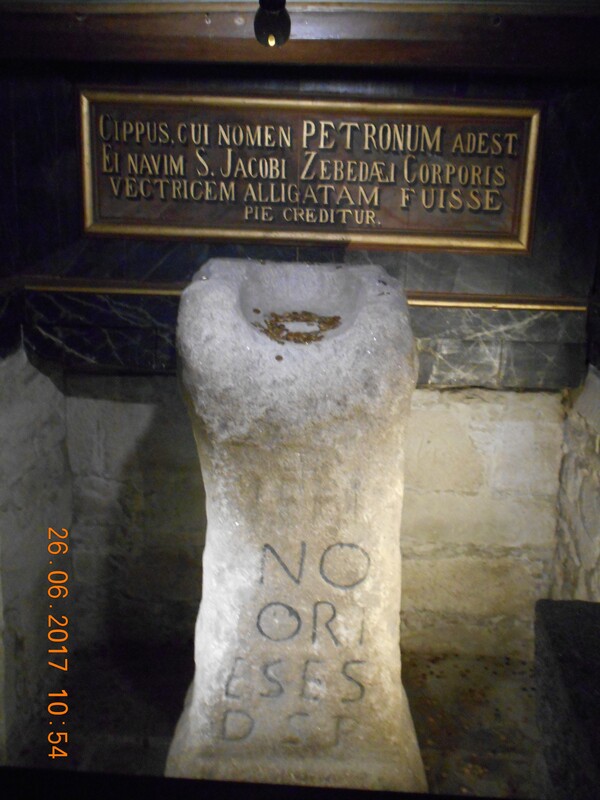 CIPPUS, CUI NOMEN PETRONUM ADEST
EI NAVIM S. JACOBI ZEBEDÆI CORPORIS
VECTRICEM ALLIGATAM FUISSE
PIE CREDITUR.
NO
ORI
ESES
D S P
26.06.2017 10:54